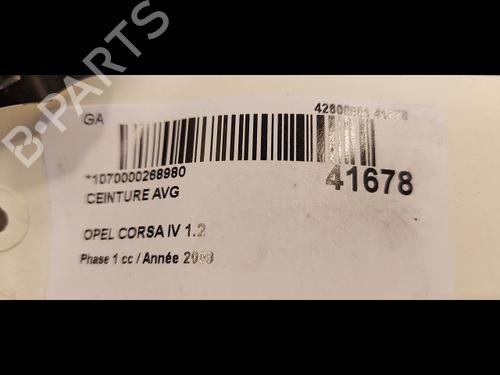 B-PARTS
GA
*1070000268980
41678
CEINTURE AVG
OPEL CORSA IV 1.2
Phase 1 cc / Année